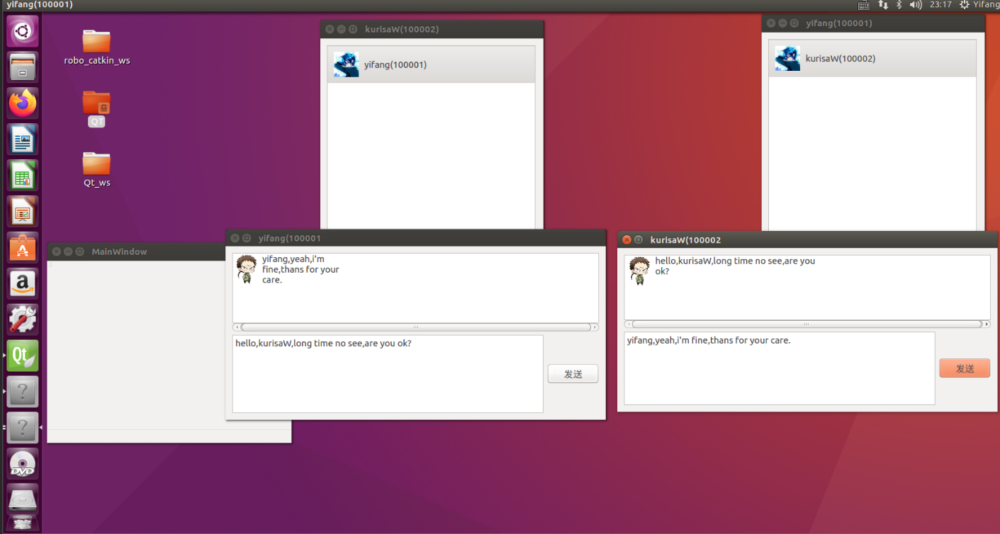 yifang(100001)
23:17
Yifang
robo_catkin_ws
QT
Qt_ws
kurisaW(100002)
yifang(100001)
yifang(100001)
kurisaW(100002)
MainWindow
yifang(100001
yifang,yeah,i'm
fine,thans for your
care.
hello,kurisaW,long time no see,are you ok?
发送
kurisaW(100002
hello,kurisaW,long time no see,are you
ok?
yifang,yeah,i'm fine,thans for your care.
发送
A
a
Qt
?
?
DVD